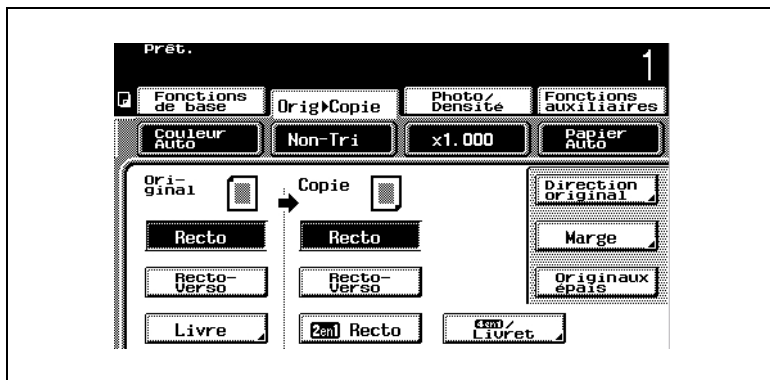 Prêt.
1
Fonctions
de base
Orig▸Copie
Photo/
Densité
Fonctions
auxiliaires
Couleur
Auto
Non-Tri
x1.000
Papier
Auto
Ori-
ginal
Copie
Direction
original
Recto
Recto
Marge
Recto-
Verso
Recto-
Verso
Originaux
épais
Livre
2en1 Recto
4en1/
Livret